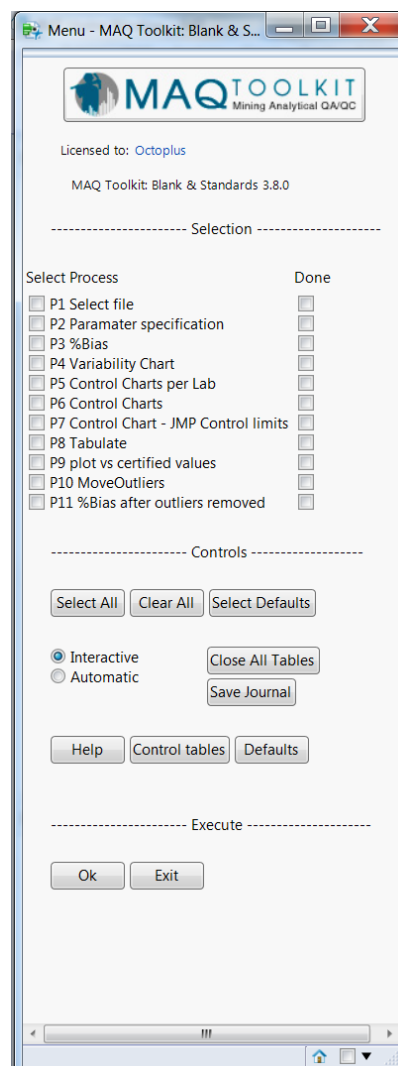 Menu - MAQ Toolkit: Blank & S...
MAQ TOOLKIT
Mining Analytical QA/QC
Licensed to: Octoplus
MAQ Toolkit: Blank & Standards 3.8.0
---------------------- Selection --------------------
Select Process Done
P1 Select file
P2 Paramater specification
P3 %Bias
P4 Variability Chart
P5 Control Charts per Lab
P6 Control Charts
P7 Control Chart - JMP Control limits
P8 Tabulate
P9 plot vs certified values
P10 MoveOutliers
P11 %Bias after outliers removed
---------------------- Controls ------------------
Select All Clear All Select Defaults
Interactive Close All Tables
Automatic
Save Journal
Help Control tables Defaults
---------------------- Execute --------------------
Ok Exit